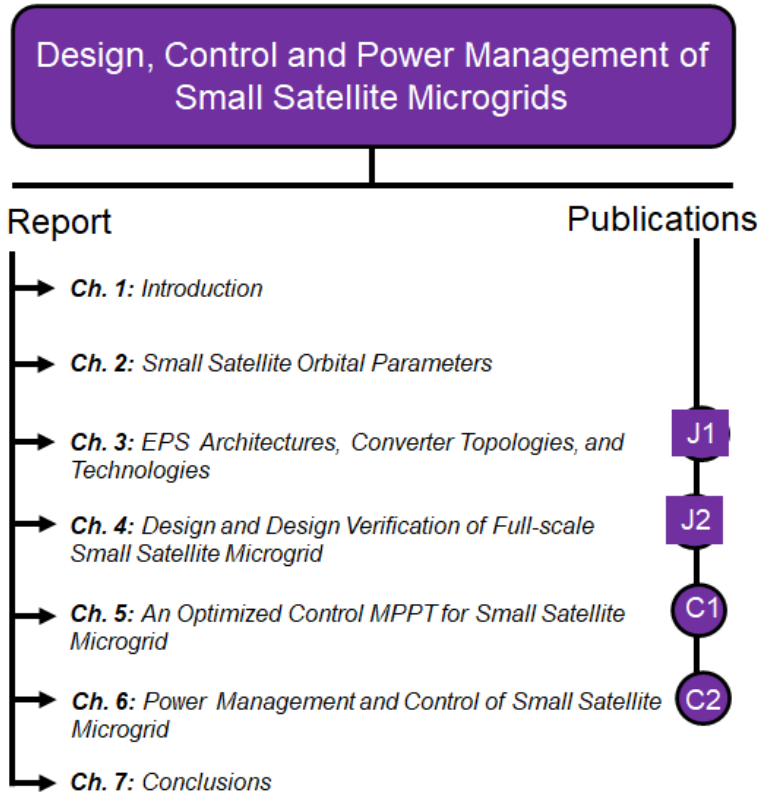 Design, Control and Power Management of
Small Satellite Microgrids
Report
Publications
Ch. 1: Introduction
Ch. 2: Small Satellite Orbital Parameters
Ch. 3: EPS Architectures, Converter Topologies, and
Technologies
J1
Ch. 4: Design and Design Verification of Full-scale
Small Satellite Microgrid
J2
Ch. 5: An Optimized Control MPPT for Small Satellite
Microgrid
C1
Ch. 6: Power Management and Control of Small Satellite
Microgrid
C2
Ch. 7: Conclusions